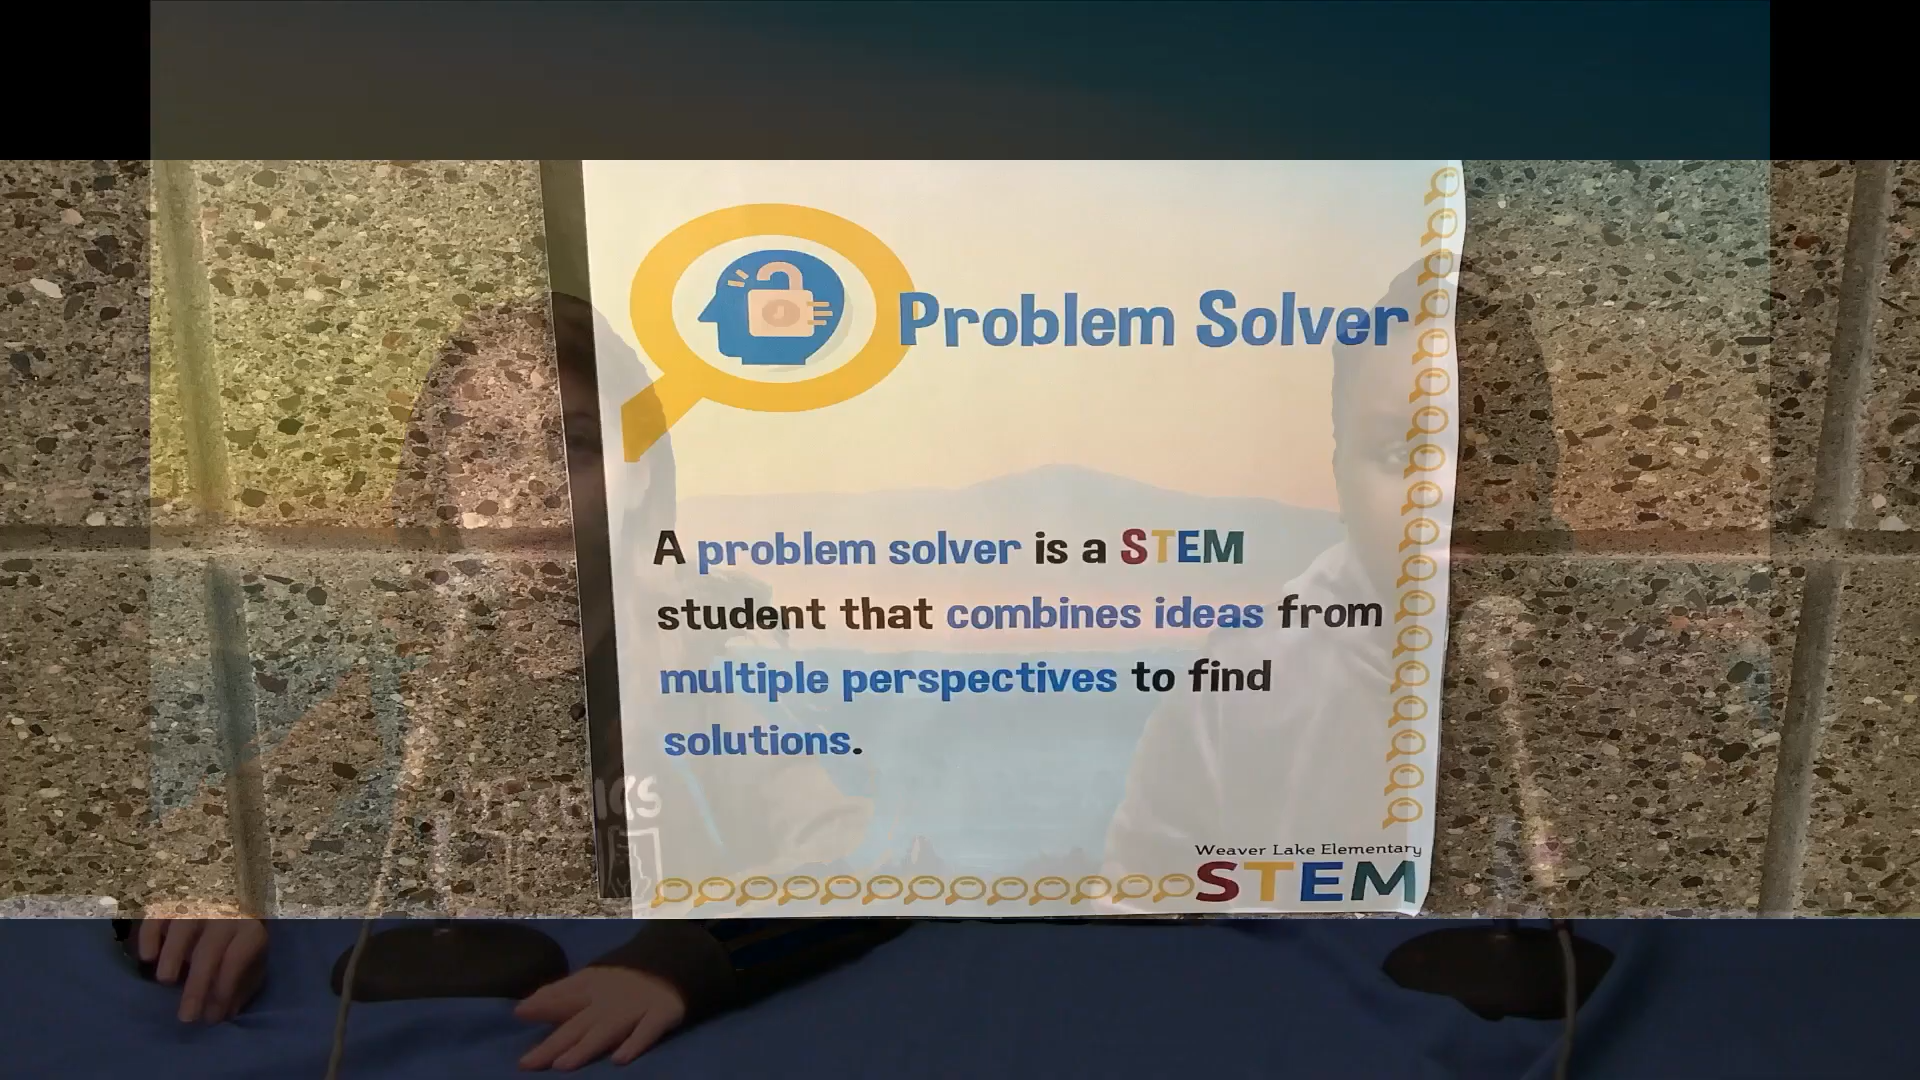 Problem Solver
A problem solver is a STEM
student that combines ideas from
multiple perspectives to find
solutions.
Weaver Lake Elementary
STEM